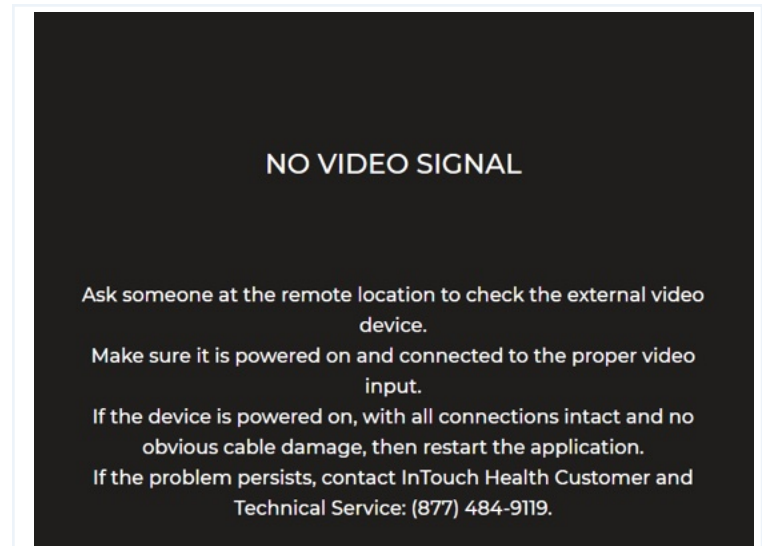 NO VIDEO SIGNAL
Ask someone at the remote location to check the external video
device.
Make sure it is powered on and connected to the proper video
input.
If the device is powered on, with all connections intact and no
obvious cable damage, then restart the application.
If the problem persists, contact InTouch Health Customer and
Technical Service: (877) 484-9119.